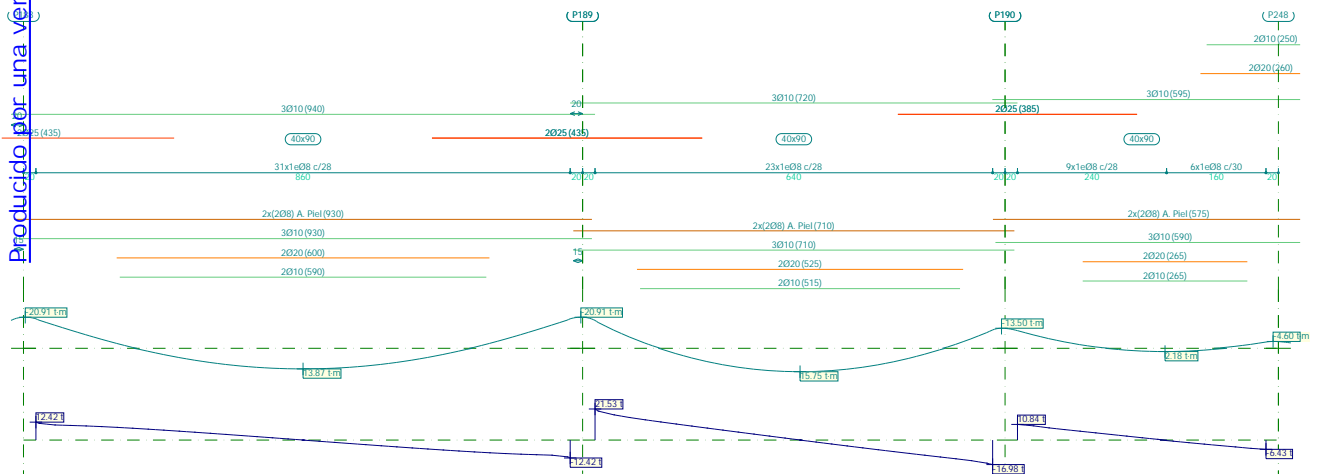 P189
P190
P248
2Ø10 (250)
2Ø20 (260)
3Ø10 (595)
3Ø10 (720)
20
3Ø10 (940)
2Ø25 (385)
2Ø25 (435)
40x90
2Ø25 (435)
40x90
40x90
31x1eØ8 c/28
23x1eØ8 c/28
9x1eØ8 c/28
6x1eØ8 c/30
860
20
20
640
20
20
240
160
20
2x(2Ø8) A. Piel (930)
2x(2Ø8) A. Piel (710)
2x(2Ø8) A. Piel (575)
3Ø10 (930)
3Ø10 (710)
3Ø10 (590)
15
15
2Ø20 (600)
2Ø20 (525)
2Ø20 (265)
2Ø10 (590)
2Ø10 (515)
2Ø10 (265)
-20.91 t·m
-20.91 t·m
-13.50 t·m
-4.60 t·m
13.87 t·m
15.75 t·m
2.18 t·m
12.42 t
-12.42 t
21.53 t
-16.98 t
10.84 t
-6.43 t
Producido por una ver